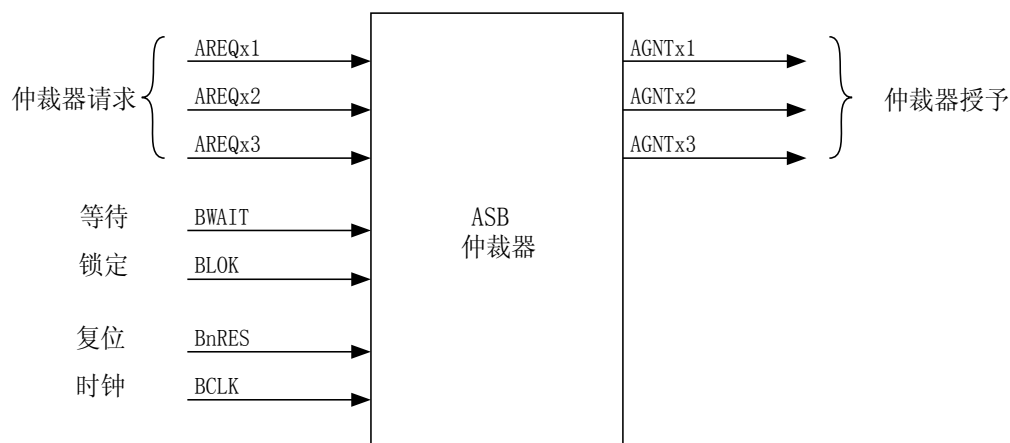 AREQx1
AGNTx1
仲裁器请求
AREQx2
AGNTx2
仲裁器授予
AREQx3
AGNTx3
等待
BWAIT
ASB
仲裁器
锁定
BLOK
复位
BnRES
时钟
BCLK